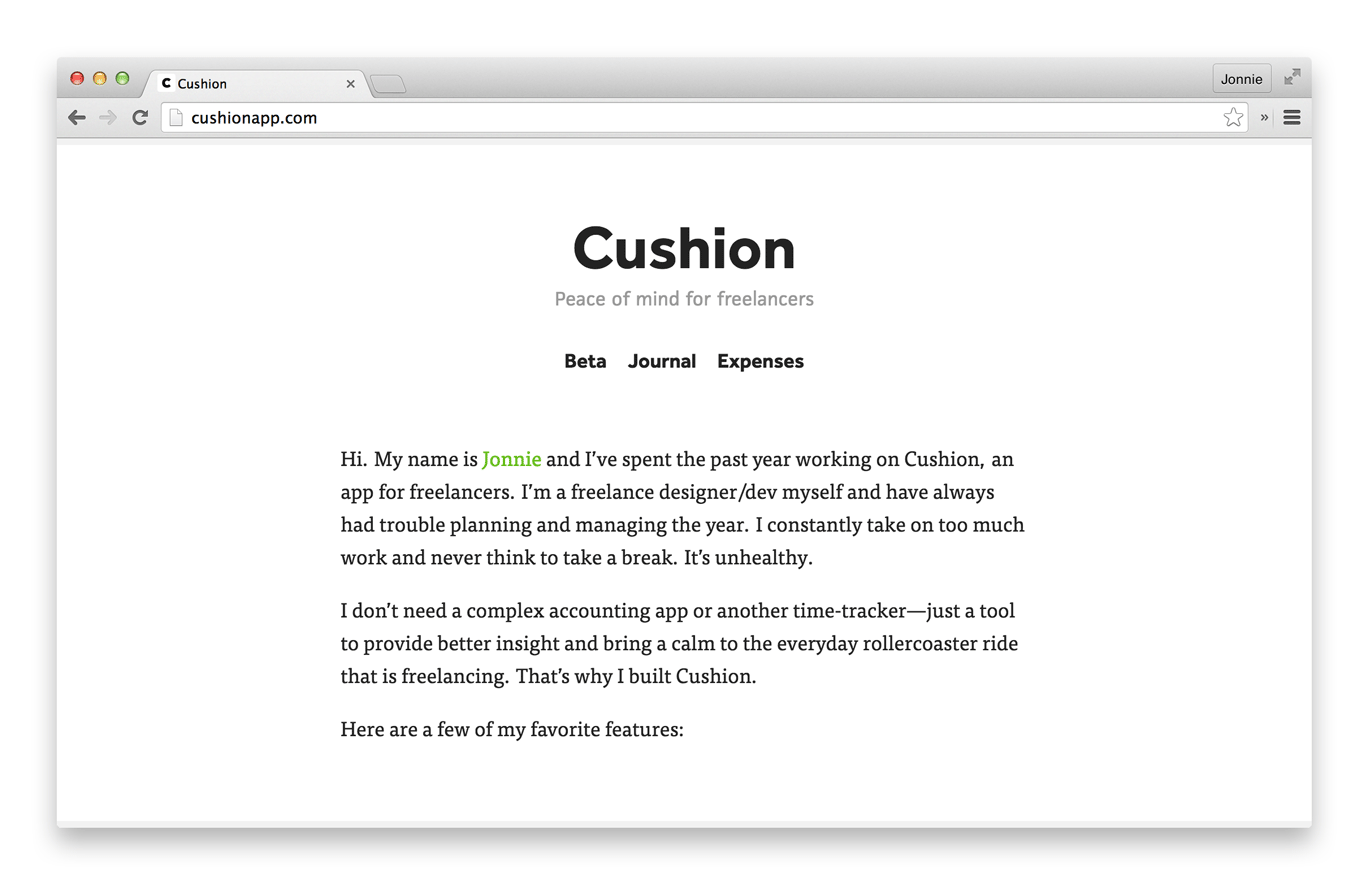 C Cushion
Jonnie
cushionapp.com
Cushion
Peace of mind for freelancers
Beta Journal Expenses
Hi. My name is Jonnie and I’ve spent the past year working on Cushion, an
app for freelancers. I’m a freelance designer/dev myself and have always
had trouble planning and managing the year. I constantly take on too much
work and never think to take a break. It’s unhealthy.
I don’t need a complex accounting app or another time-tracker—just a tool
to provide better insight and bring a calm to the everyday rollercoaster ride
that is freelancing. That’s why I built Cushion.
Here are a few of my favorite features: